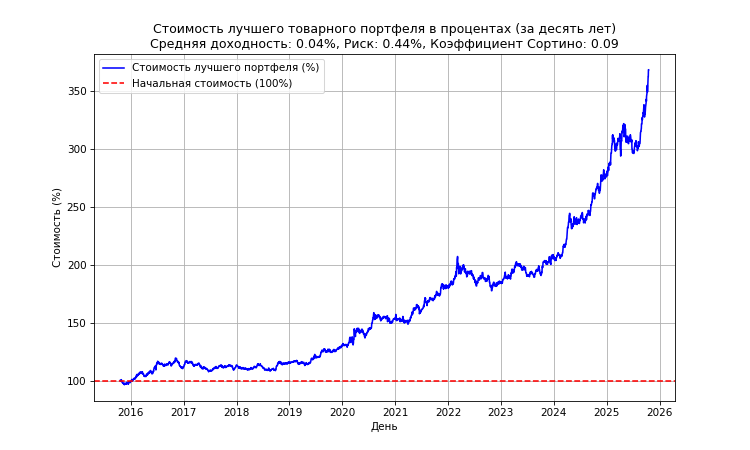 Стоимость лучшего товарного портфеля в процентах (за десять лет)
Средняя доходность: 0.04%, Риск: 0.44%, Коэффициент Сортино: 0.09
Стоимость лучшего портфеля (%)
Начальная стоимость (100%)
Стоимость (%)
350
300
250
200
150
100
2016 2017 2018 2019 2020 2021 2022 2023 2024 2025 2026
День